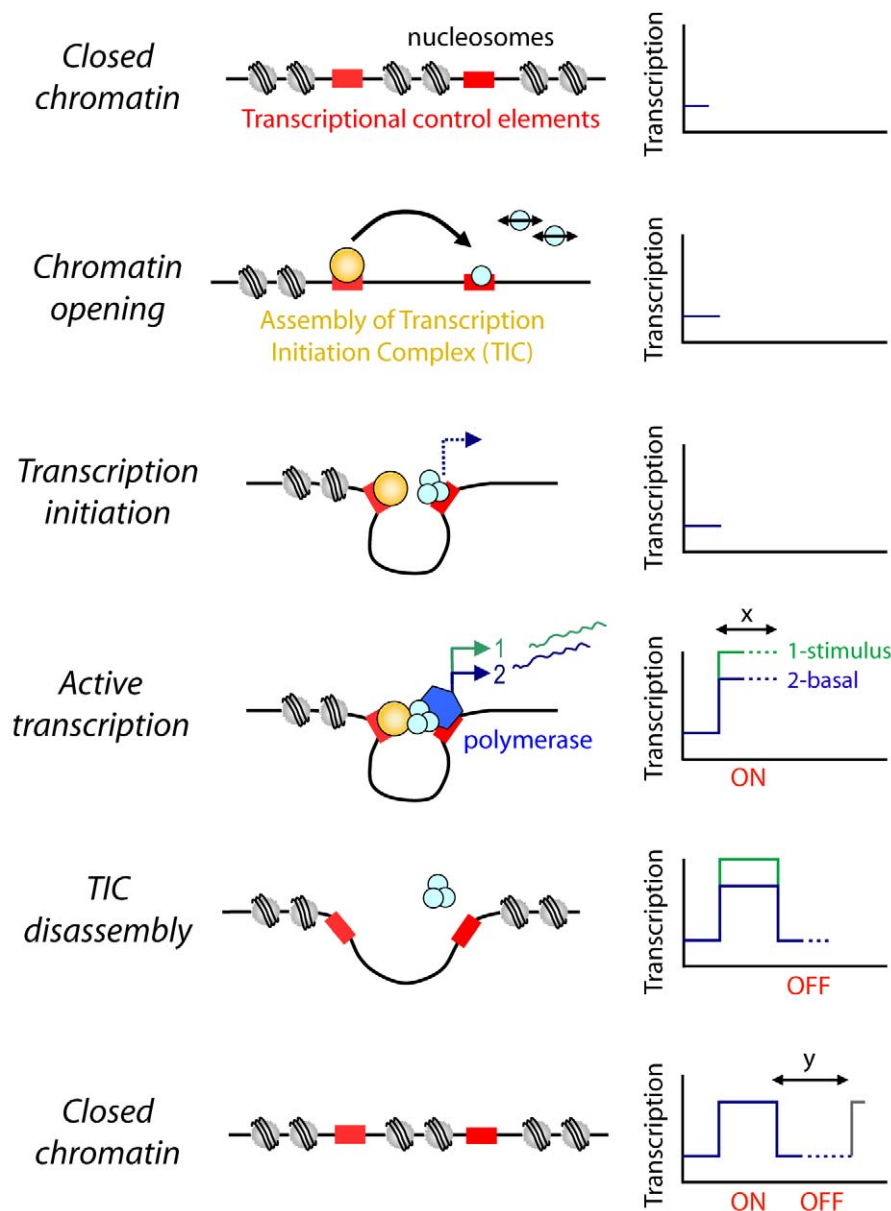 Closed
chromatin
nucleosomes
Transcriptional control elements
Transcription
Chromatin
opening
Assembly of Transcription
Initiation Complex (TIC)
Transcription
Transcription
initiation
Transcription
Active
transcription
1
2
polymerase
Transcription
x
1-stimulus
2-basal
ON
TIC
disassembly
Transcription
OFF
Closed
chromatin
Transcription
y
ON
OFF